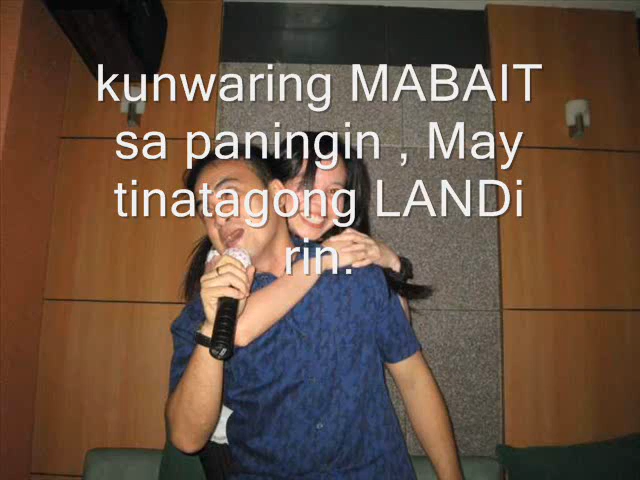 kunwaring MABAIT
sa paningin , May
tinatagong LANDi
rin.